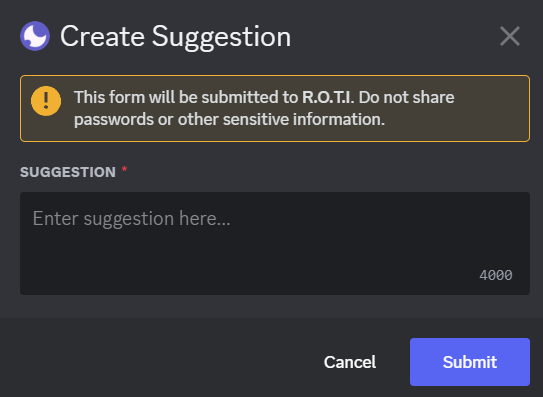 Create Suggestion
This form will be submitted to R.O.T.I. Do not share
passwords or other sensitive information.
SUGGESTION *
Enter suggestion here...
4000
Cancel
Submit